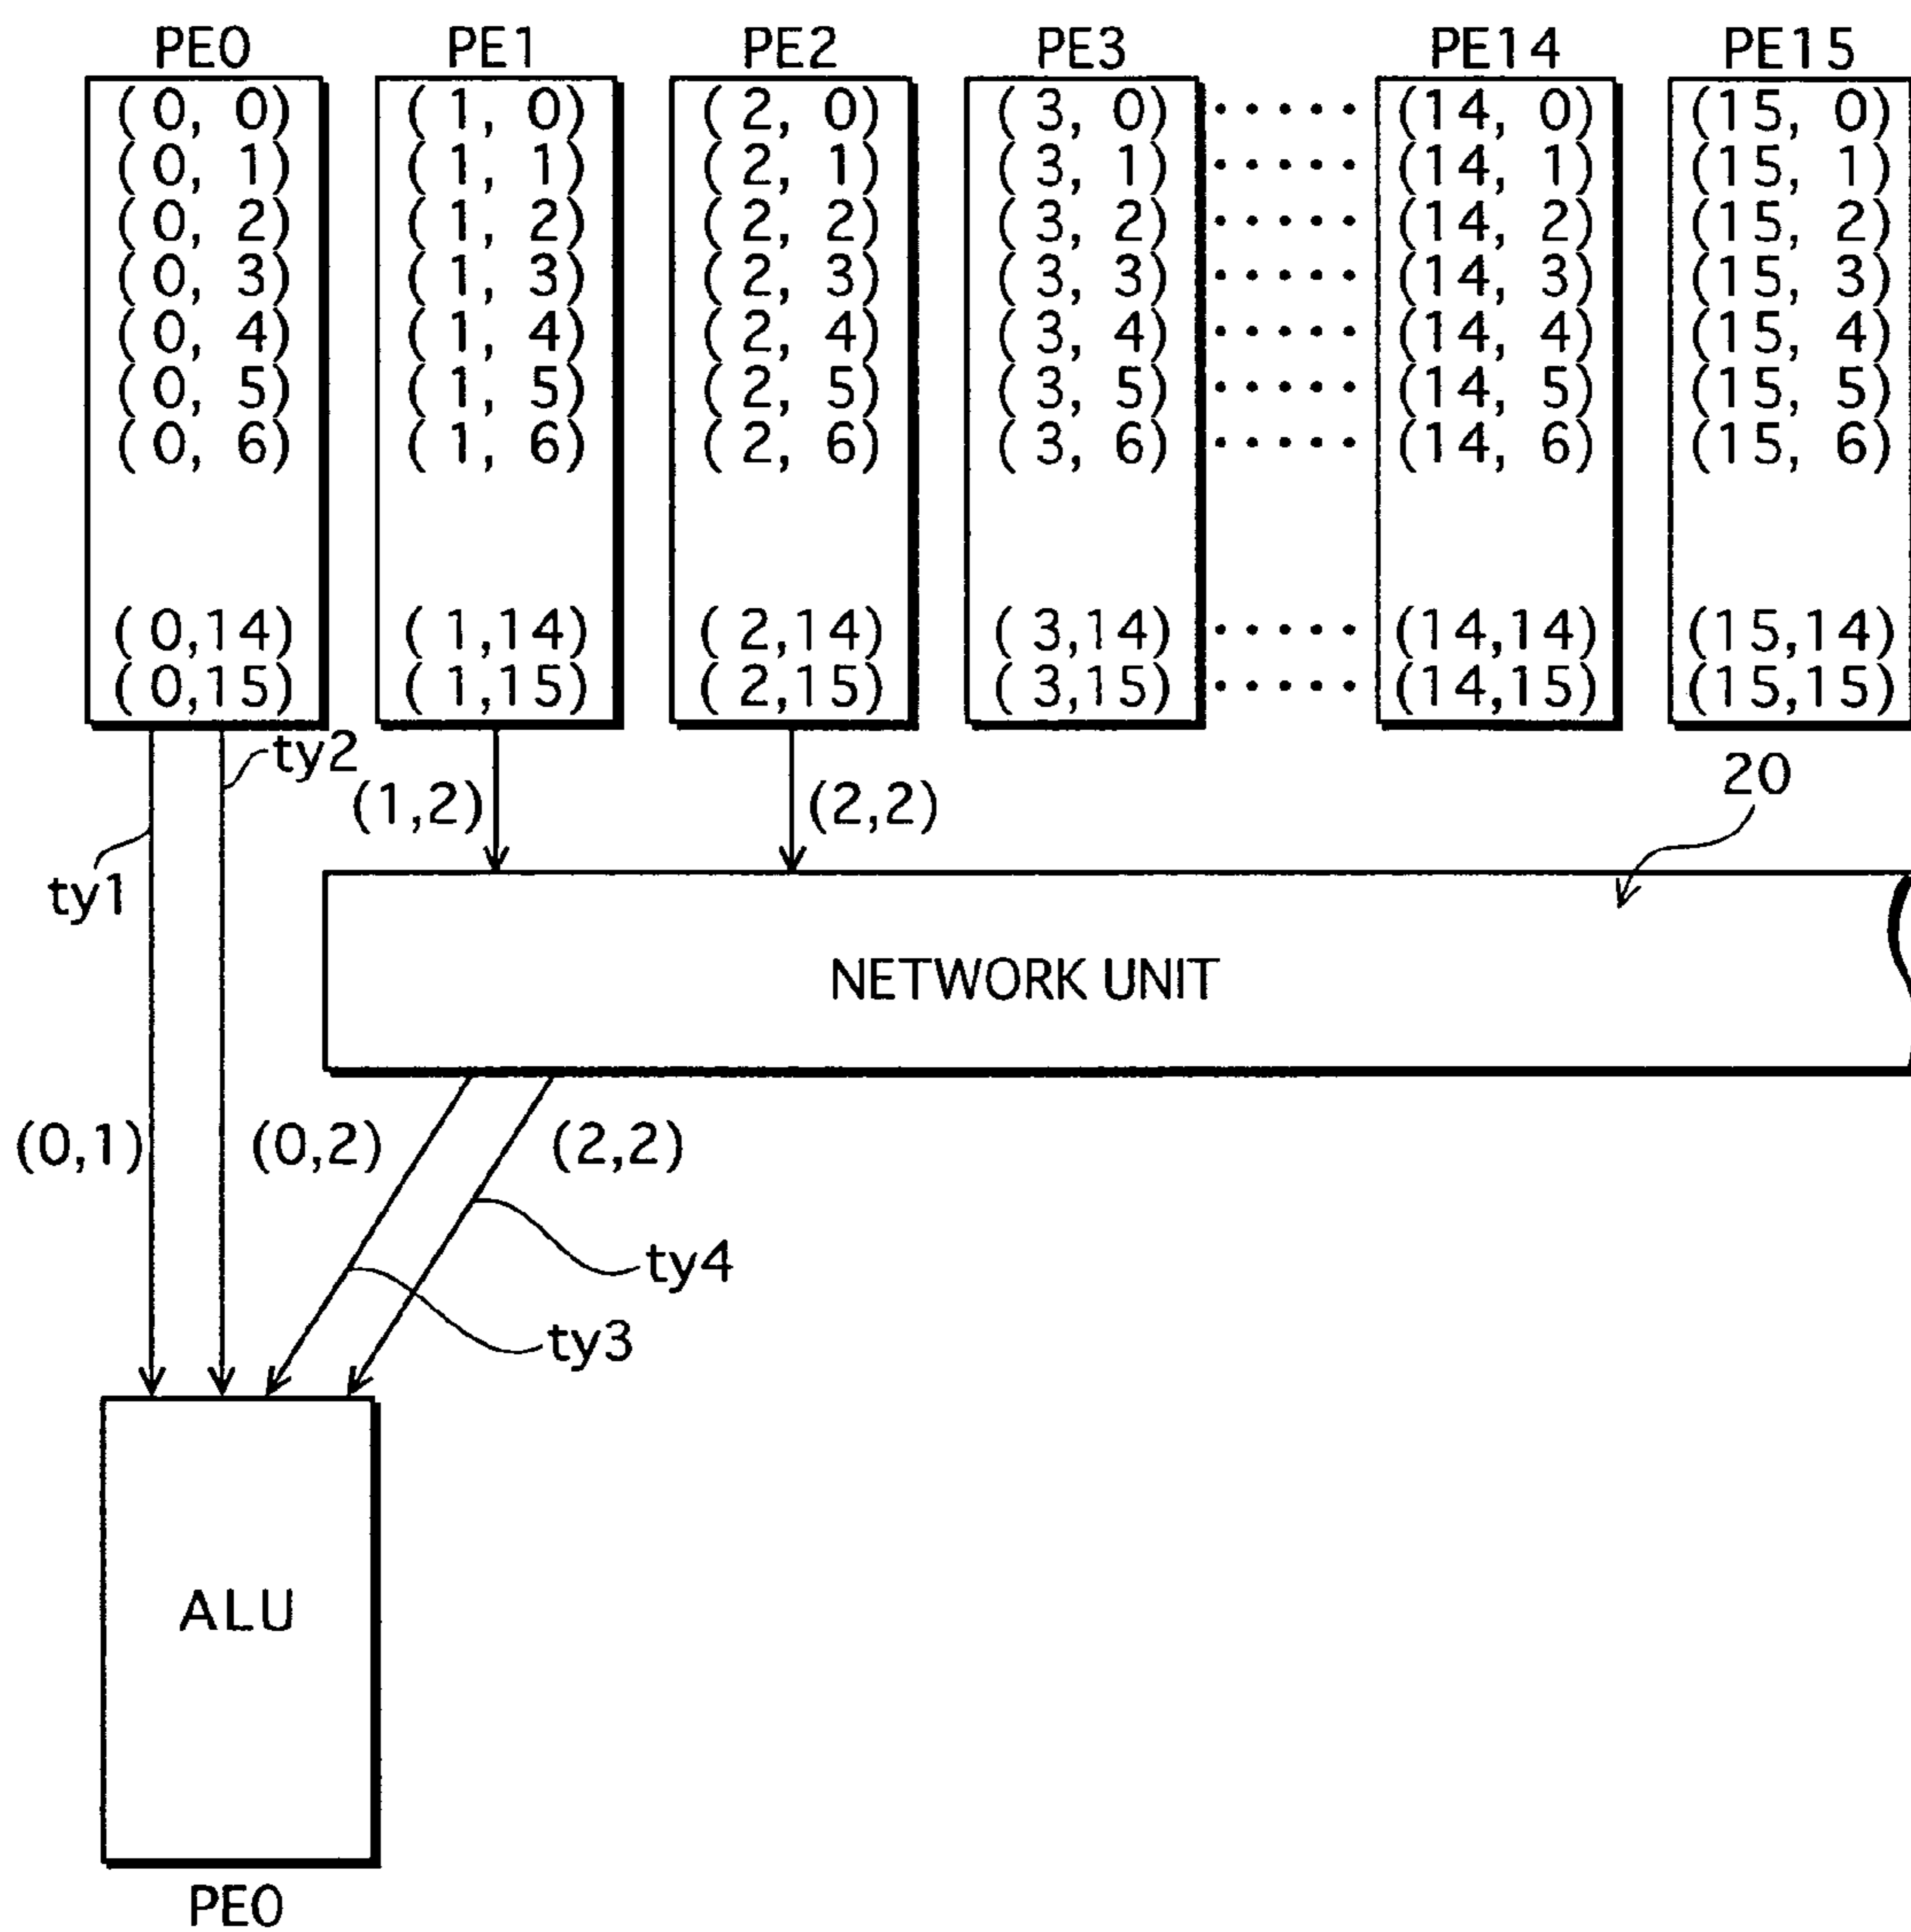 PE0 PE1 PE2 PE3 PE14 PE15
( 0, 0) ( 1, 0) ( 2, 0) ( 3, 0) ····· (14, 0) (15, 0)
( 0, 1) ( 1, 1) ( 2, 1) ( 3, 1) ····· (14, 1) (15, 1)
( 0, 2) ( 1, 2) ( 2, 2) ( 3, 2) ····· (14, 2) (15, 2)
( 0, 3) ( 1, 3) ( 2, 3) ( 3, 3) ····· (14, 3) (15, 3)
( 0, 4) ( 1, 4) ( 2, 4) ( 3, 4) ····· (14, 4) (15, 4)
( 0, 5) ( 1, 5) ( 2, 5) ( 3, 5) ····· (14, 5) (15, 5)
( 0, 6) ( 1, 6) ( 2, 6) ( 3, 6) ····· (14, 6) (15, 6)
( 0,14) ( 1,14) ( 2,14) ( 3,14) ····· (14,14) (15,14)
( 0,15) ( 1,15) ( 2,15) ( 3,15) ····· (14,15) (15,15)
ty2
20
(1,2) (2,2)
ty1
NETWORK UNIT
(0,1) (0,2) (2,2)
ty4
ty3
ALU
PE0